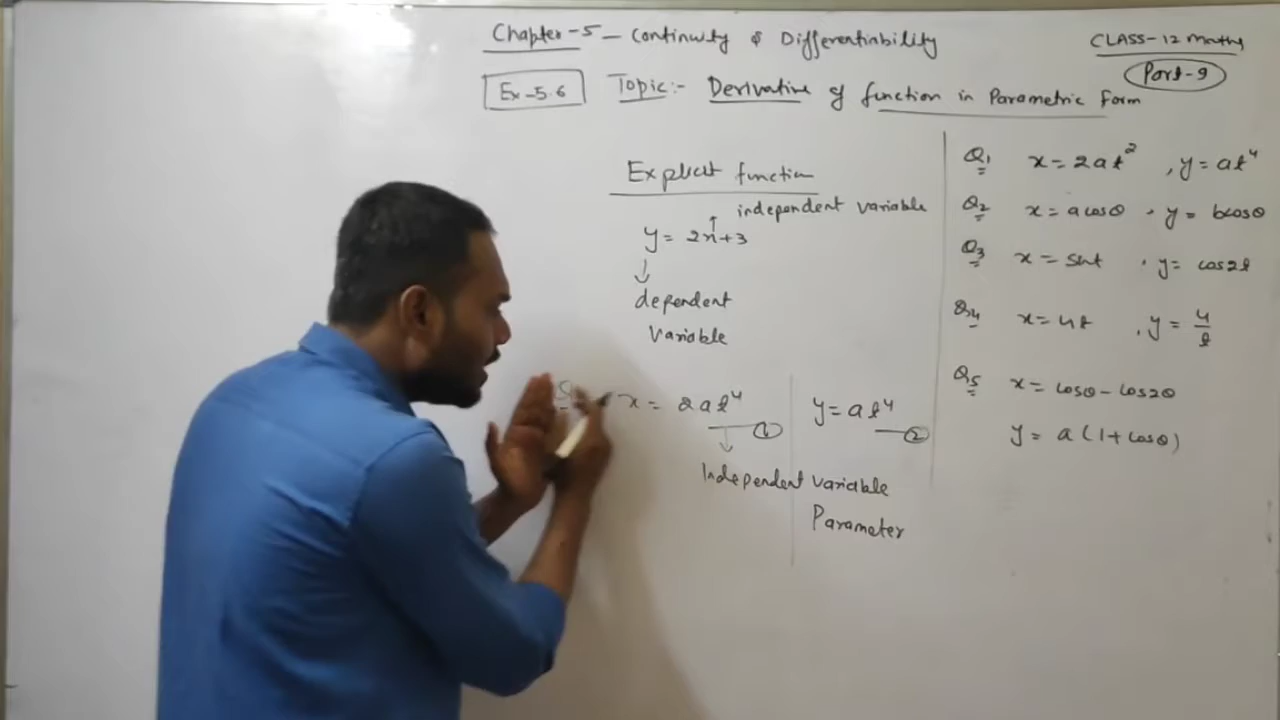 Chapter-5 – Continuity & Differentiability
CLASS-12 Maths
Part-9
Ex-5.6 Topic:- Derivative of function in Parametric Form
Explicit function
independent variable
y = 2x+3
dependent
Variable
x = 2at⁴ ①
y = at⁴ ②
Independent variable
Parameter
Q1 x = 2at² , y = at⁴
Q2 x = a cosθ , y = b cosθ
Q3 x = sint , y = cos2t
Q4 x = 4t , y = 4/t
Q5 x = cosθ – cos2θ
y = a(1+cosθ)